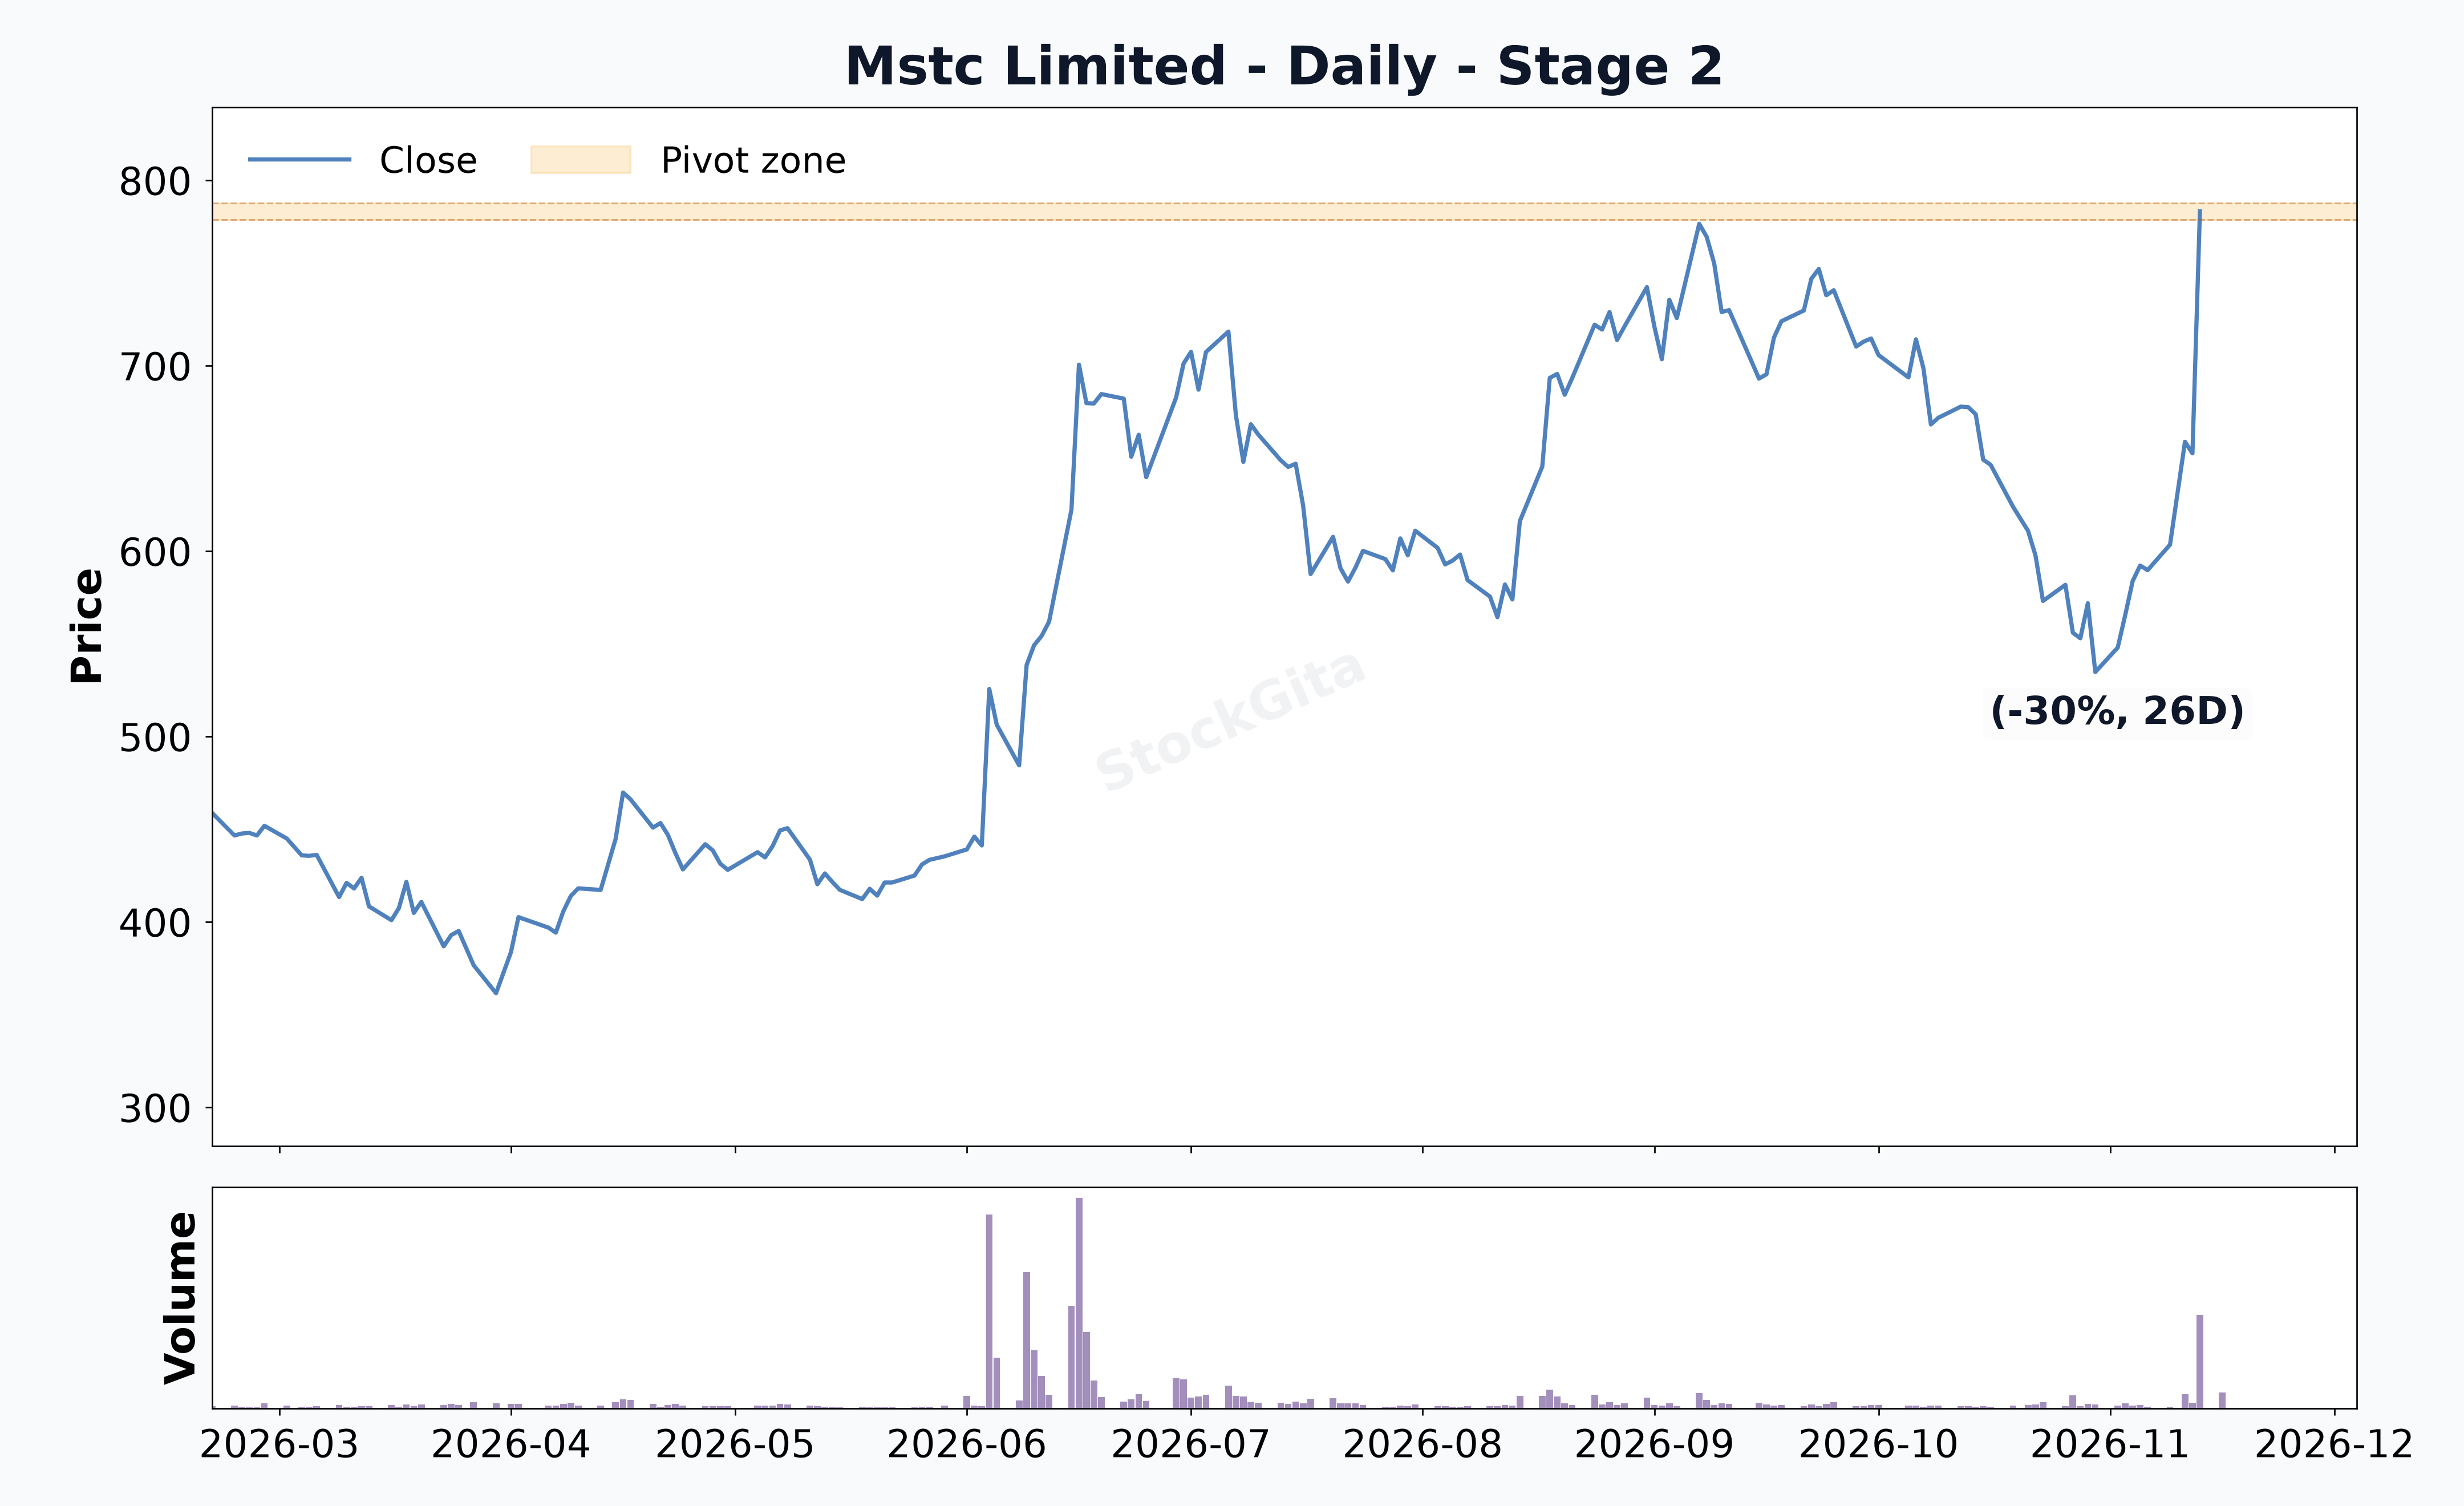 Mstc Limited - Daily - Stage 2
Close
Pivot zone
800
700
600
500
400
300
Price
StockGita
(-30%, 26D)
Volume
2026-03 2026-04 2026-05 2026-06 2026-07 2026-08 2026-09 2026-10 2026-11 2026-12